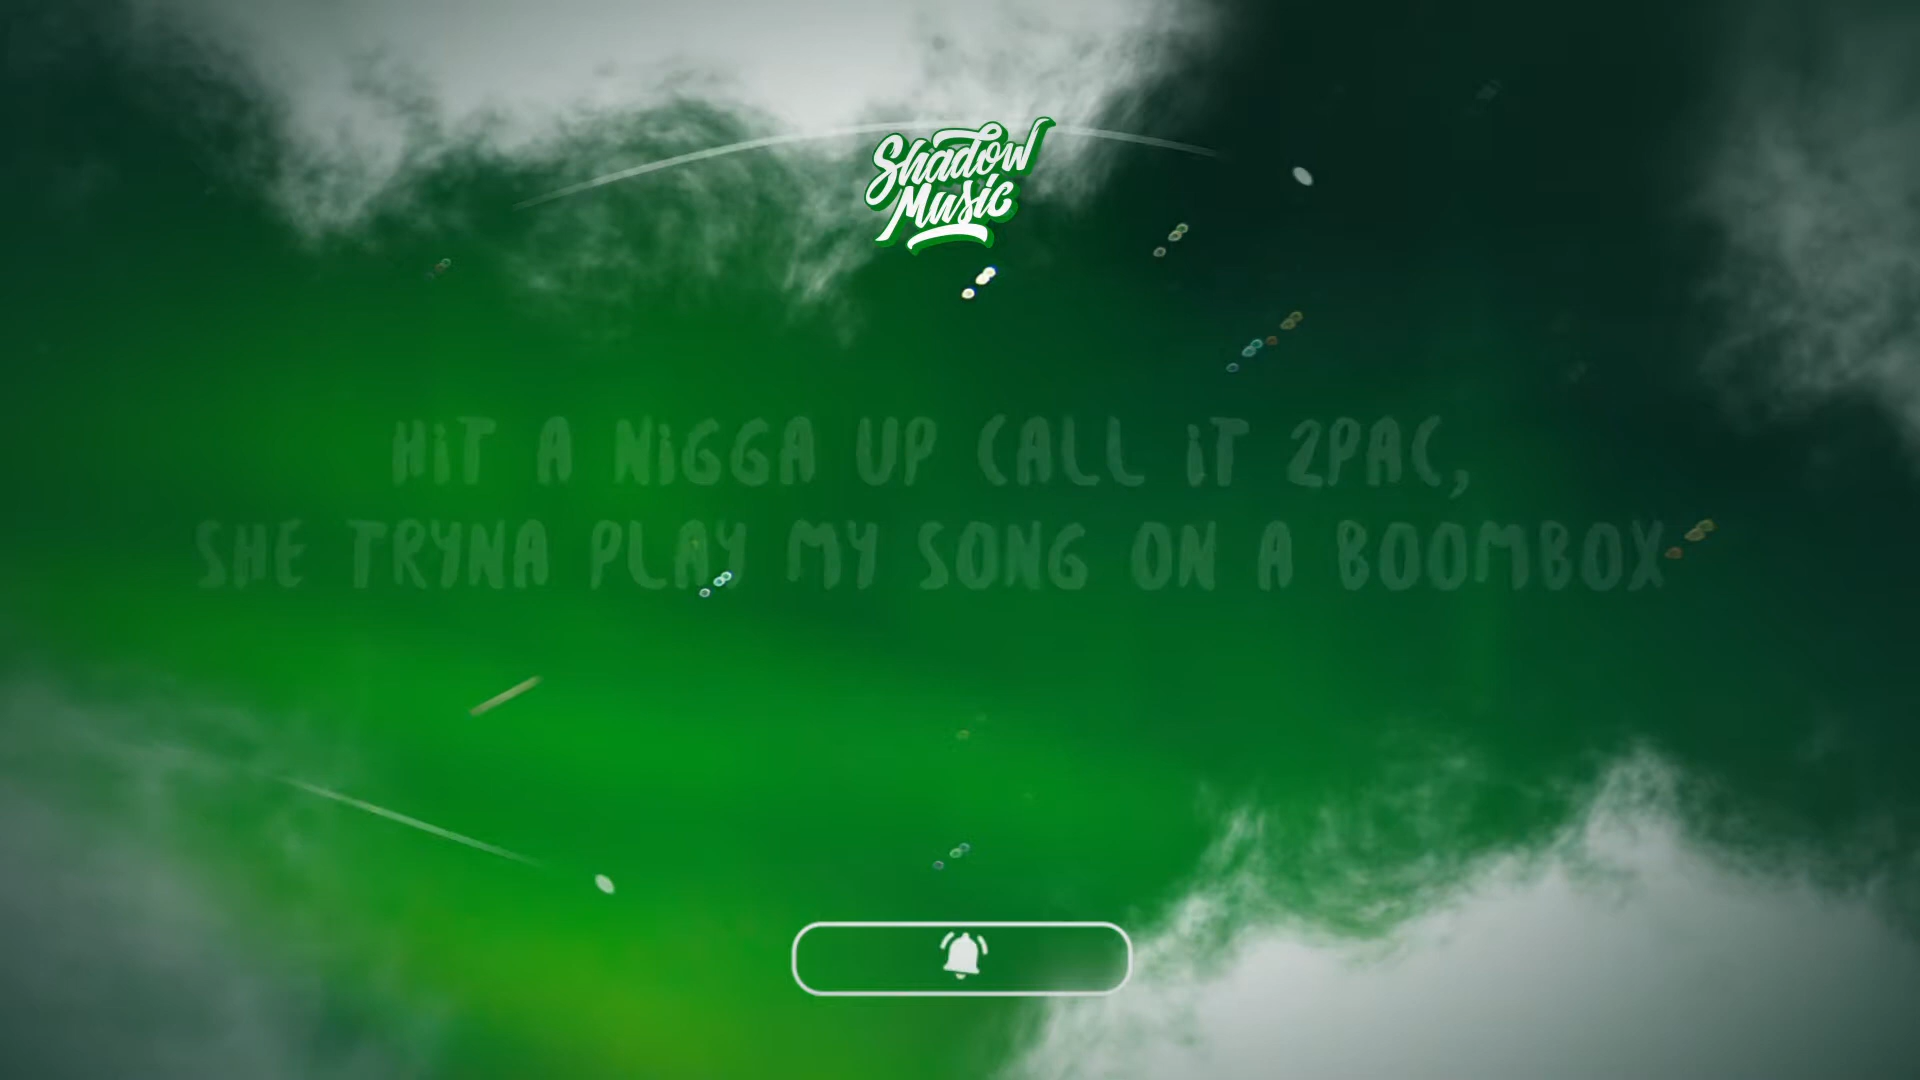 Shadow
Music
HiT A NiGGA UP CALL iT 2PAC,
SHE TRYNA PLAY MY SONG ON A BOOMBOX